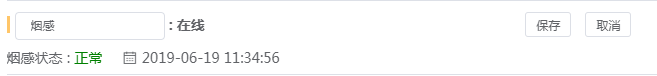 烟感 : 在线 保存 取消
烟感状态 : 正常 2019-06-19 11:34:56